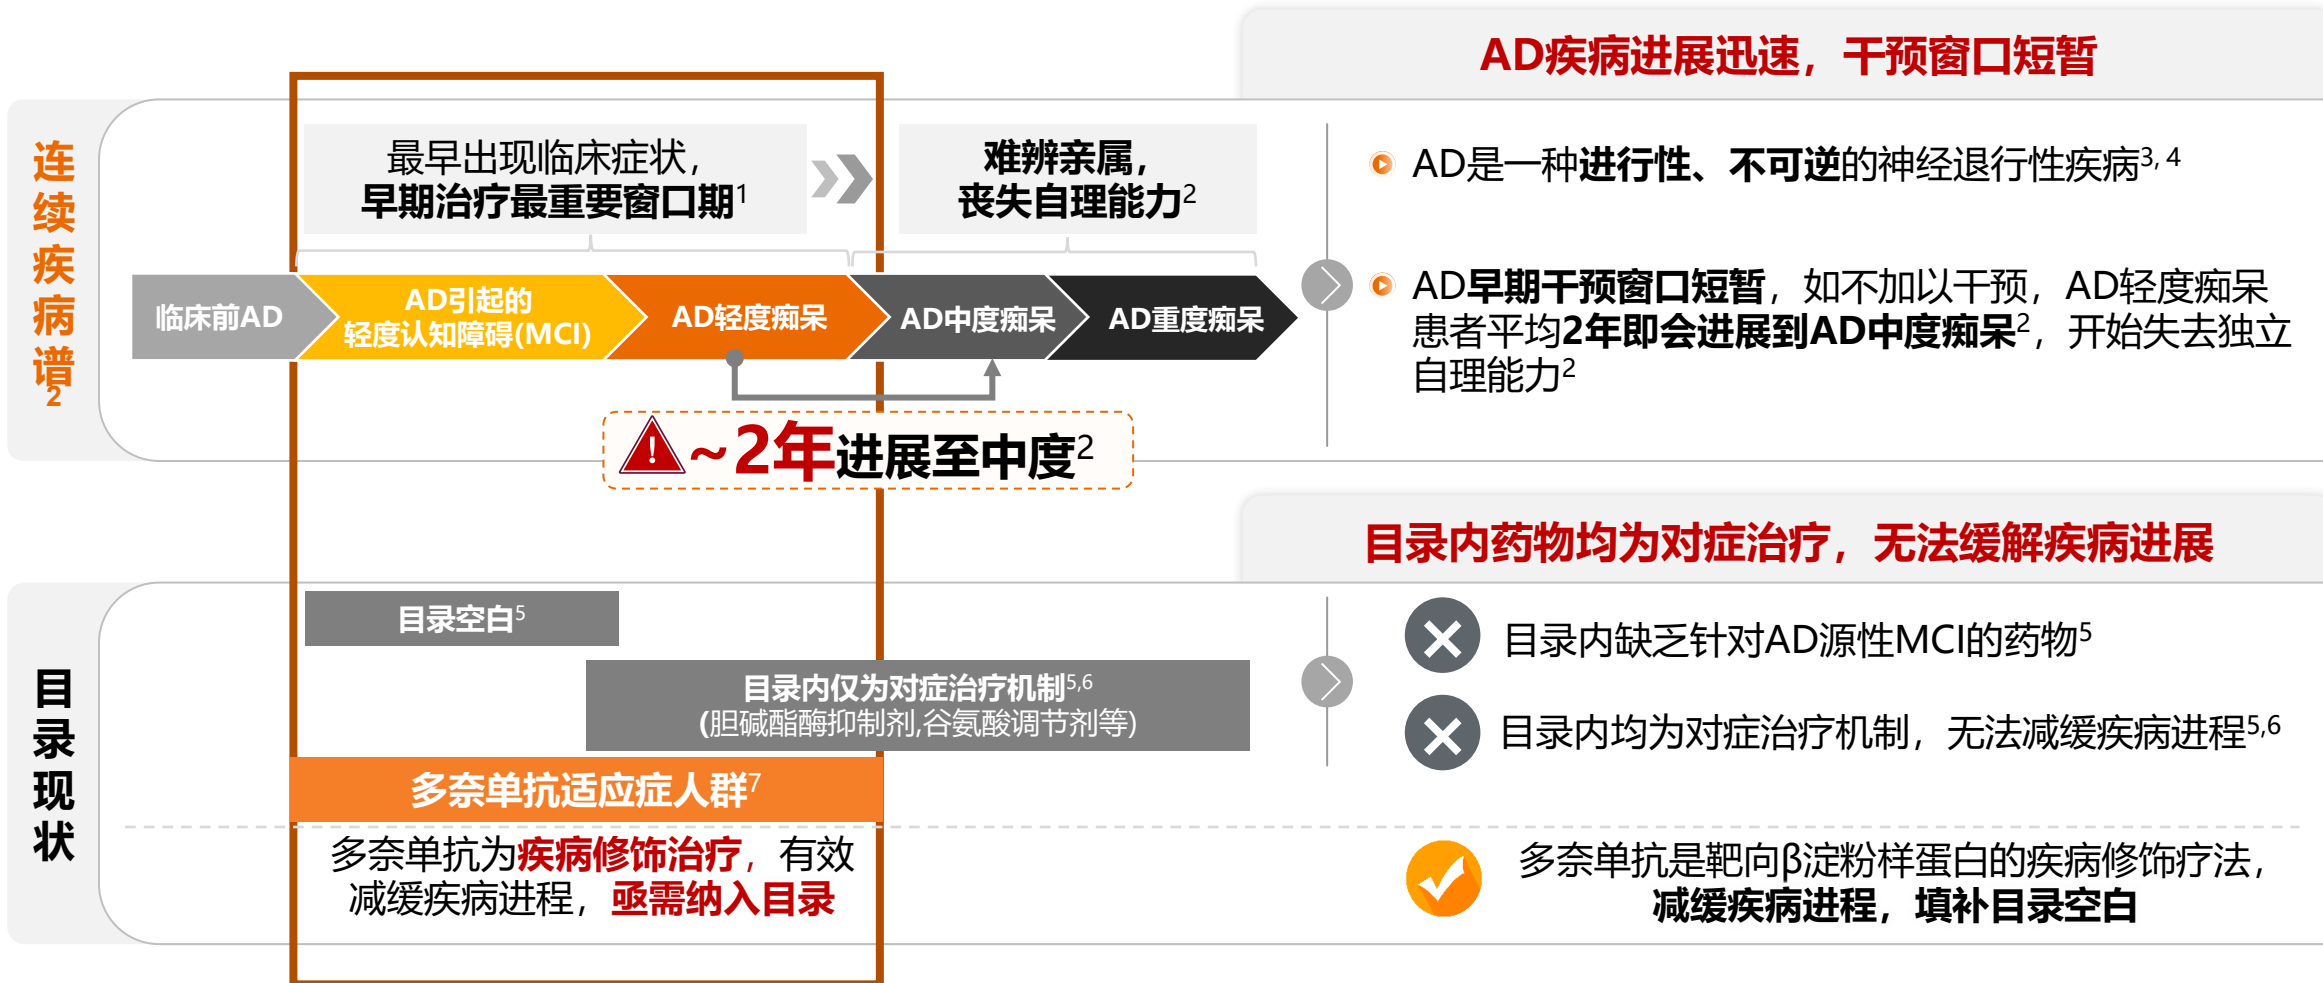 AD疾病进展迅速，干预窗口短暂
连续疾病谱2
最早出现临床症状，
早期治疗最重要窗口期1
难辨亲属，
丧失自理能力2
临床前AD
AD引起的
轻度认知障碍(MCI)
AD轻度痴呆
AD中度痴呆
AD重度痴呆
~2年进展至中度2
AD是一种进行性、不可逆的神经退行性疾病3, 4
AD早期干预窗口短暂，如不加以干预，AD轻度痴呆
患者平均2年即会进展到AD中度痴呆2，开始失去独立
自理能力2
目录内药物均为对症治疗，无法缓解疾病进展
目录现状
目录空白5
目录内仅为对症治疗机制5,6
(胆碱酯酶抑制剂,谷氨酸调节剂等)
多奈单抗适应症人群7
多奈单抗为疾病修饰治疗，有效
减缓疾病进程，亟需纳入目录
目录内缺乏针对AD源性MCI的药物5
目录内均为对症治疗机制，无法减缓疾病进程5,6
多奈单抗是靶向β淀粉样蛋白的疾病修饰疗法，
减缓疾病进程，填补目录空白